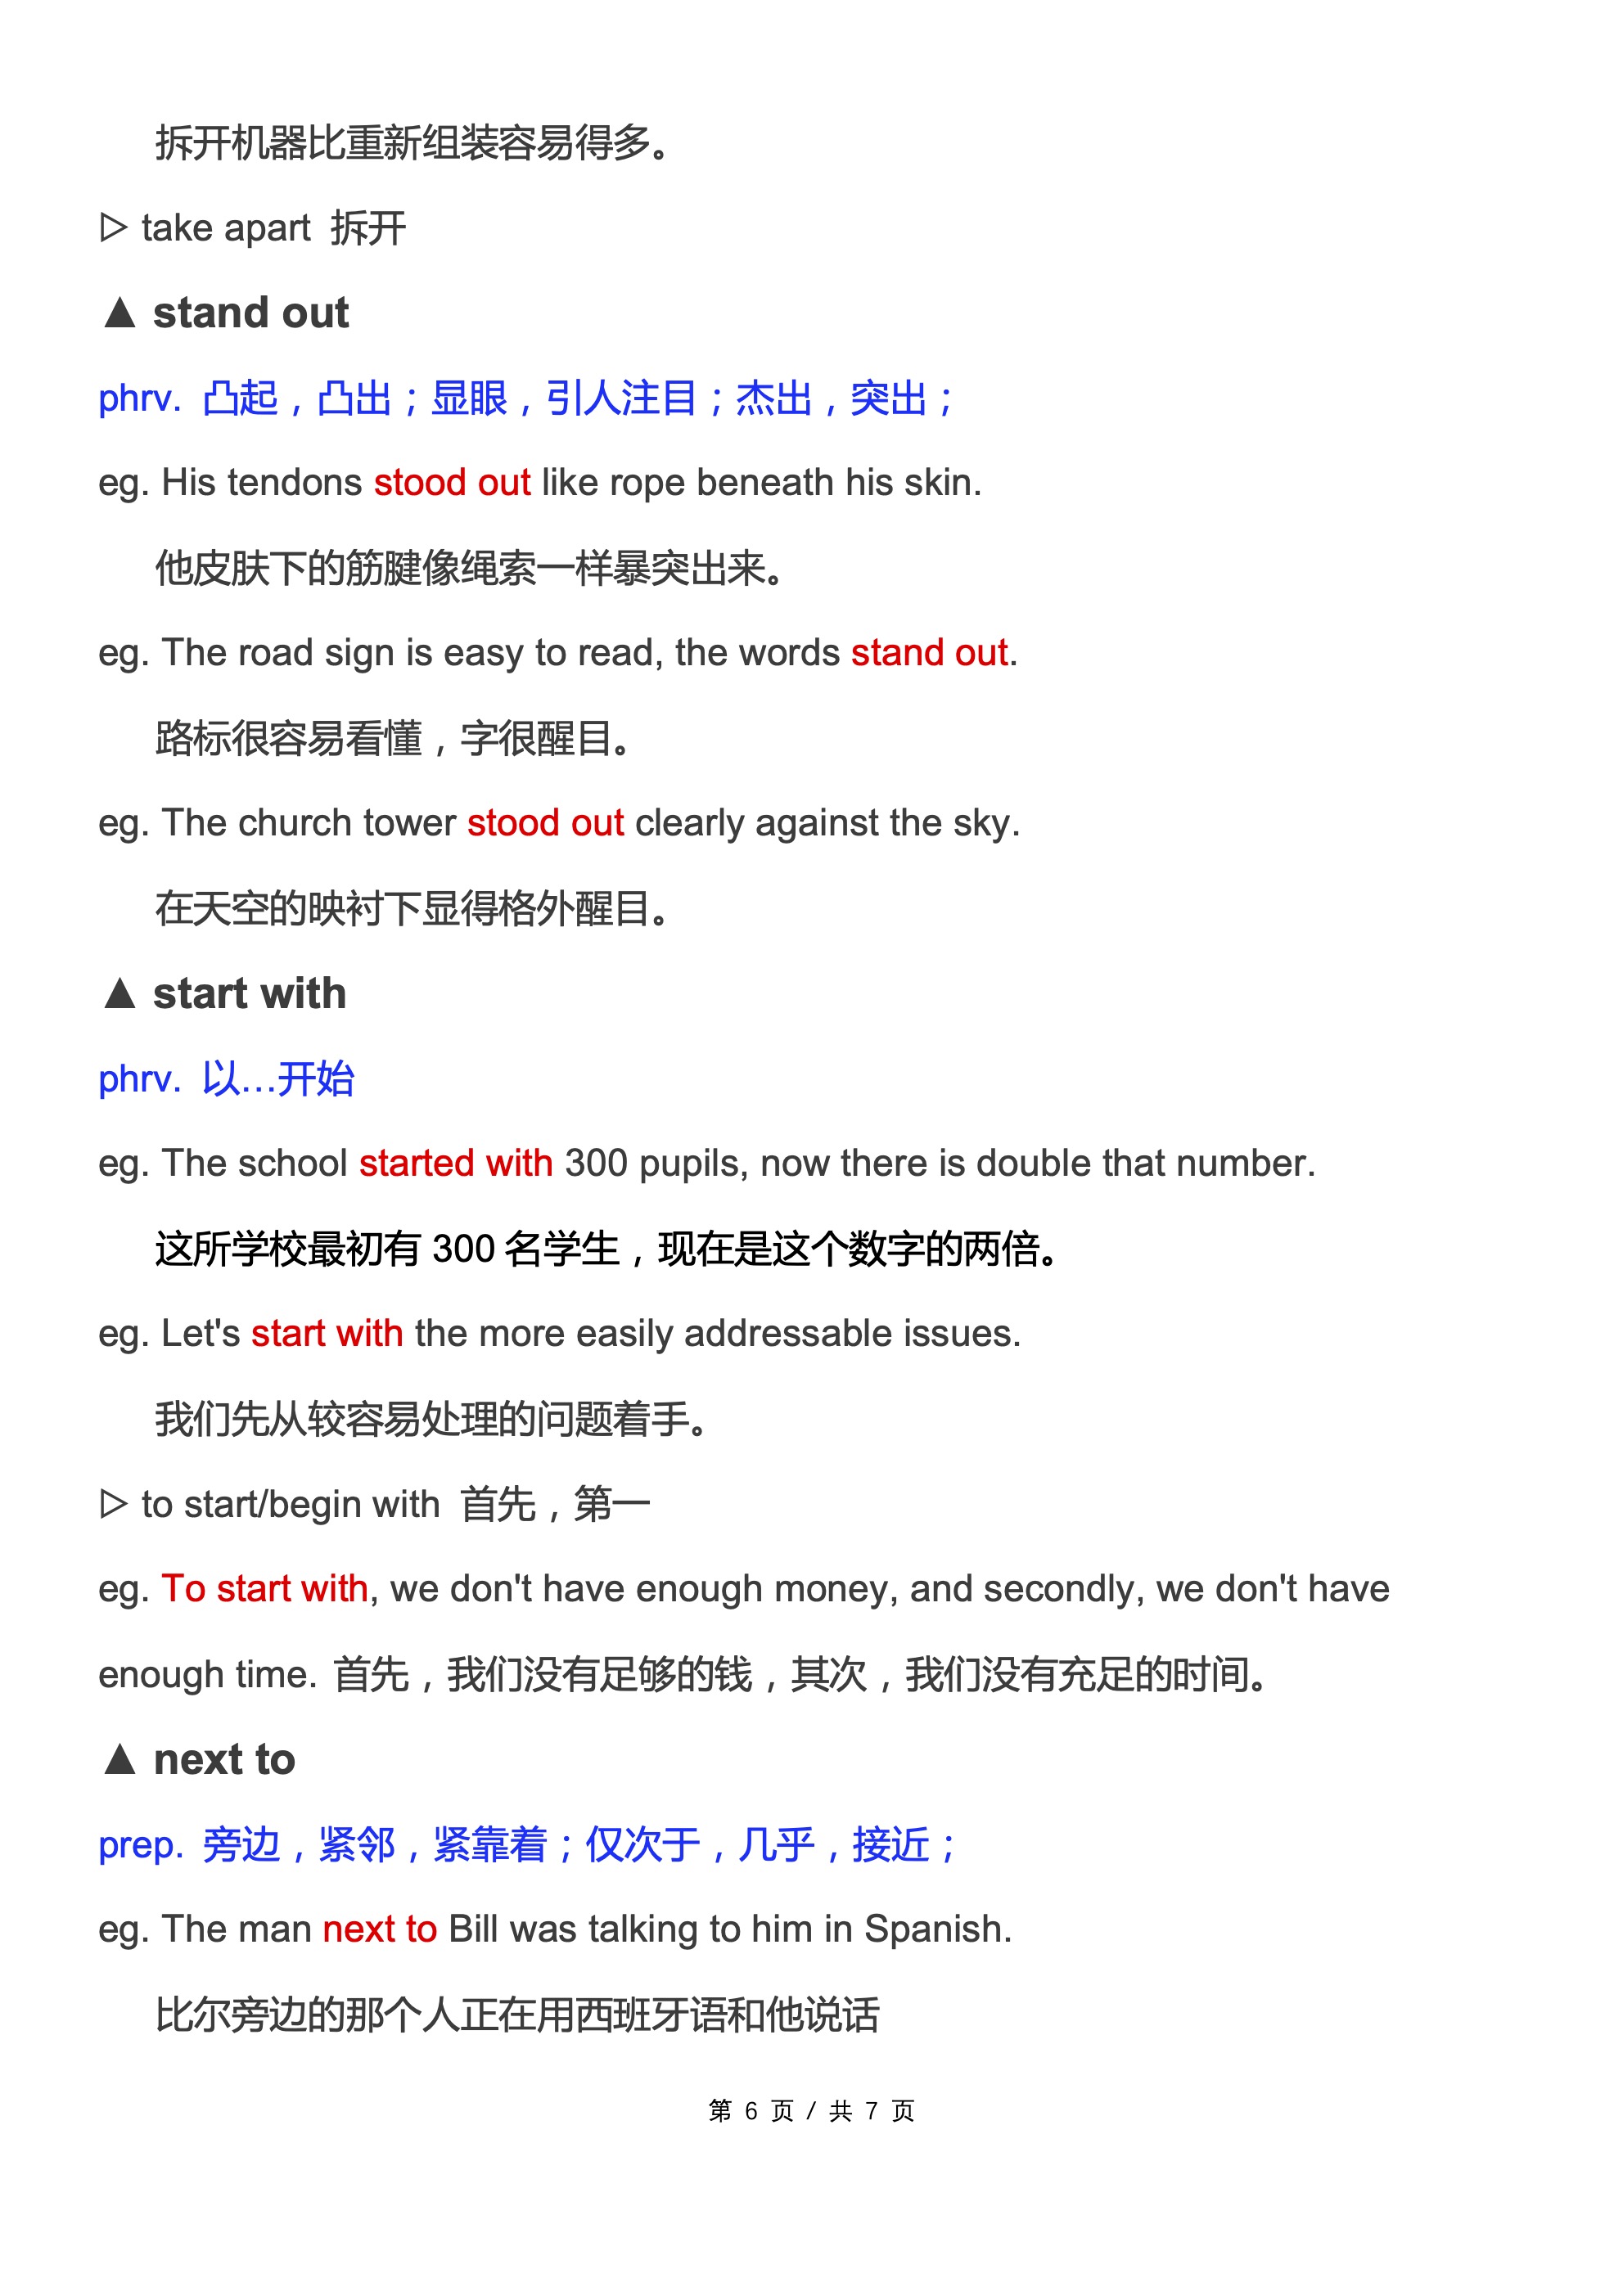 拆开机器比重新组装容易得多。
▷ take apart 拆开
▲ stand out
phrv. 凸起，凸出；显眼，引人注目；杰出，突出；
eg. His tendons stood out like rope beneath his skin.
他皮肤下的筋腱像绳索一样暴突出来。
eg. The road sign is easy to read, the words stand out.
路标很容易看懂，字很醒目。
eg. The church tower stood out clearly against the sky.
在天空的映衬下显得格外醒目。
▲ start with
phrv. 以…开始
eg. The school started with 300 pupils, now there is double that number.
这所学校最初有 300 名学生，现在是这个数字的两倍。
eg. Let's start with the more easily addressable issues.
我们先从较容易处理的问题着手。
▷ to start/begin with 首先，第一
eg. To start with, we don't have enough money, and secondly, we don't have
enough time. 首先，我们没有足够的钱，其次，我们没有充足的时间。
▲ next to
prep. 旁边，紧邻，紧靠着；仅次于，几乎，接近；
eg. The man next to Bill was talking to him in Spanish.
比尔旁边的那个人正在用西班牙语和他说话
第 6 页 / 共 7 页